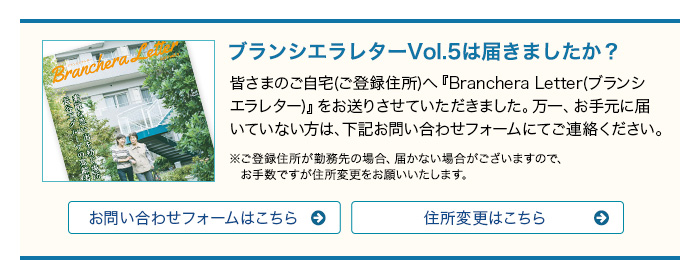 Branchera Letter
ブランシエラレターVol.5は届きましたか？
皆さまのご自宅(ご登録住所)へ『Branchera Letter(ブランシ
エラレター)』をお送りさせていただきました。万一、お手元に届
いていない方は、下記お問い合わせフォームにてご連絡ください。
※ご登録住所が勤務先の場合、届かない場合がございますので、
お手数ですが住所変更をお願いいたします。
お問い合わせフォームはこちら
住所変更はこちら